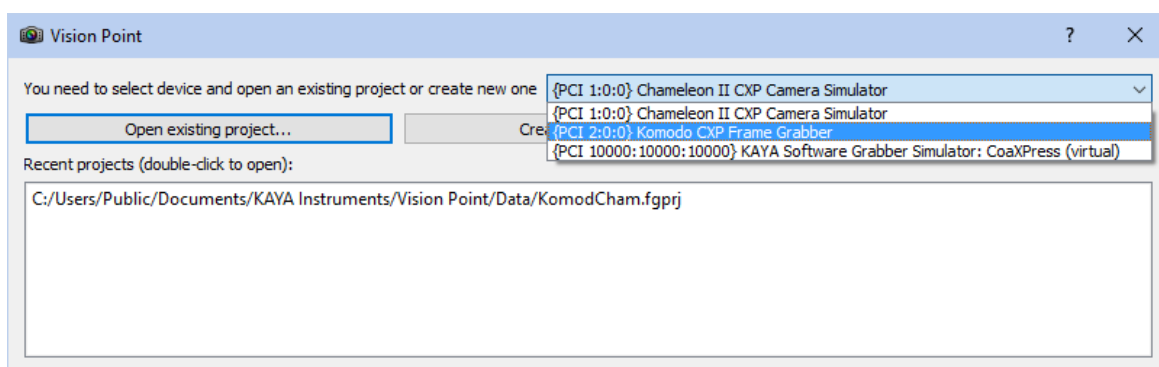 Vision Point ? ×
You need to select device and open an existing project or create new one {PCI 1:0:0} Chameleon II CXP Camera Simulator
{PCI 1:0:0} Chameleon II CXP Camera Simulator
Open existing project... {PCI 2:0:0} Komodo CXP Frame Grabber
{PCI 10000:10000:10000} KAYA Software Grabber Simulator: CoaXPress (virtual)
Recent projects (double-click to open):
C:/Users/Public/Documents/KAYA Instruments/Vision Point/Data/KomodCham.fgprj